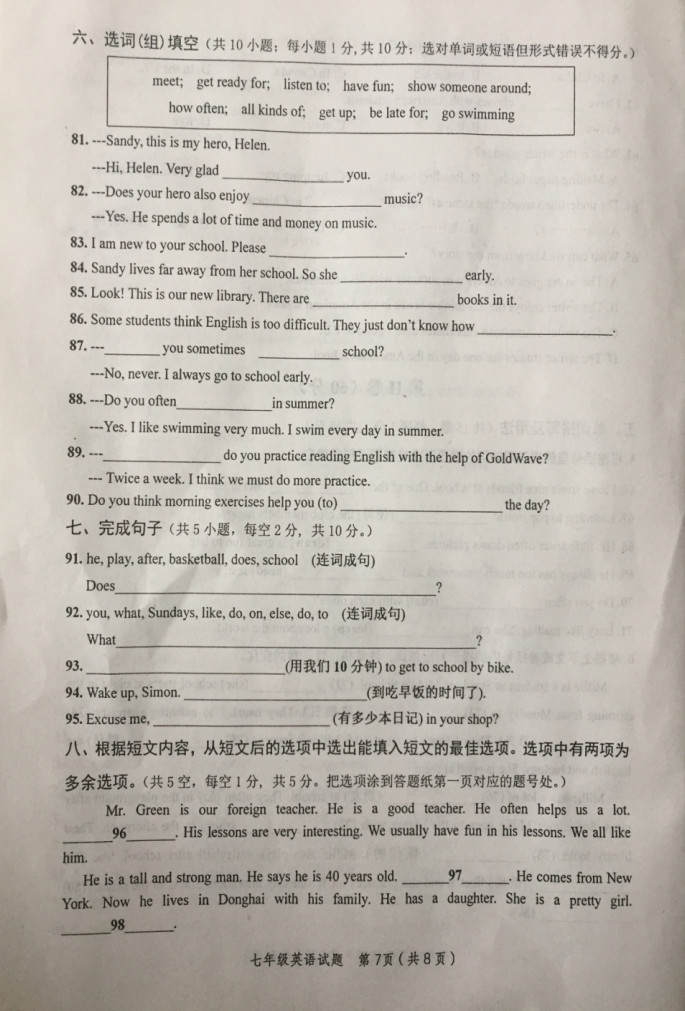 六、选词(组)填空（共 10 小题；每小题 1 分,共 10 分；选对单词或短语但形式错误不得分。）
meet; get ready for; listen to; have fun; show someone around;
how often; all kinds of; get up; be late for; go swimming
81. ---Sandy, this is my hero, Helen.
---Hi, Helen. Very glad ________ you.
82. ---Does your hero also enjoy ________ music?
---Yes. He spends a lot of time and money on music.
83. I am new to your school. Please ________.
84. Sandy lives far away from her school. So she ________ early.
85. Look! This is our new library. There are ________ books in it.
86. Some students think English is too difficult. They just don't know how ________.
87. ---________ you sometimes ________ school?
---No, never. I always go to school early.
88. ---Do you often________in summer?
---Yes. I like swimming very much. I swim every day in summer.
89. ---________ do you practice reading English with the help of GoldWave?
--- Twice a week. I think we must do more practice.
90. Do you think morning exercises help you (to)________ the day?
七、完成句子（共 5 小题，每空 2 分，共 10 分。）
91. he, play, after, basketball, does, school (连词成句)
Does________?
92. you, what, Sundays, like, do, on, else, do, to (连词成句)
What________?
93. ________(用我们 10 分钟) to get to school by bike.
94. Wake up, Simon. ________(到吃早饭的时间了).
95. Excuse me, ________(有多少本日记) in your shop?
八、根据短文内容，从短文后的选项中选出能填入短文的最佳选项。选项中有两项为
多余选项。（共 5 空，每空 1 分，共 5 分。把选项涂到答题纸第一页对应的题号处。）
Mr. Green is our foreign teacher. He is a good teacher. He often helps us a lot.
____96____. His lessons are very interesting. We usually have fun in his lessons. We all like
him.
He is a tall and strong man. He says he is 40 years old. ____97____. He comes from New
York. Now he lives in Donghai with his family. He has a daughter. She is a pretty girl.
____98____.
七年级英语试题 第 7页 ( 共 8 页 )